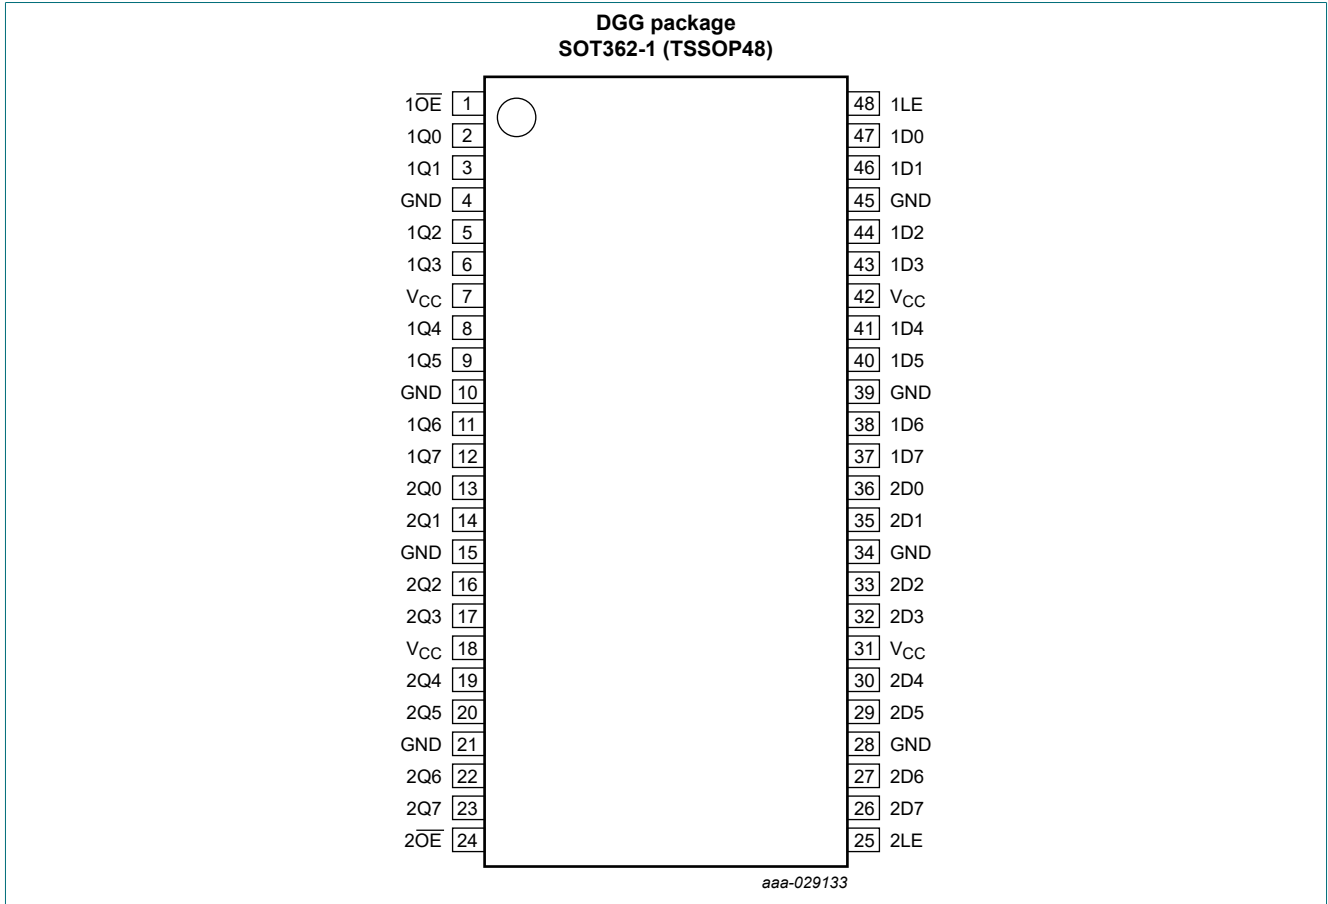 DGG package
SOT362-1 (TSSOP48)
1O̅E̅ 1 48 1LE
1Q0 2 47 1D0
1Q1 3 46 1D1
GND 4 45 GND
1Q2 5 44 1D2
1Q3 6 43 1D3
VCC 7 42 VCC
1Q4 8 41 1D4
1Q5 9 40 1D5
GND 10 39 GND
1Q6 11 38 1D6
1Q7 12 37 1D7
2Q0 13 36 2D0
2Q1 14 35 2D1
GND 15 34 GND
2Q2 16 33 2D2
2Q3 17 32 2D3
VCC 18 31 VCC
2Q4 19 30 2D4
2Q5 20 29 2D5
GND 21 28 GND
2Q6 22 27 2D6
2Q7 23 26 2D7
2O̅E̅ 24 25 2LE
aaa-029133